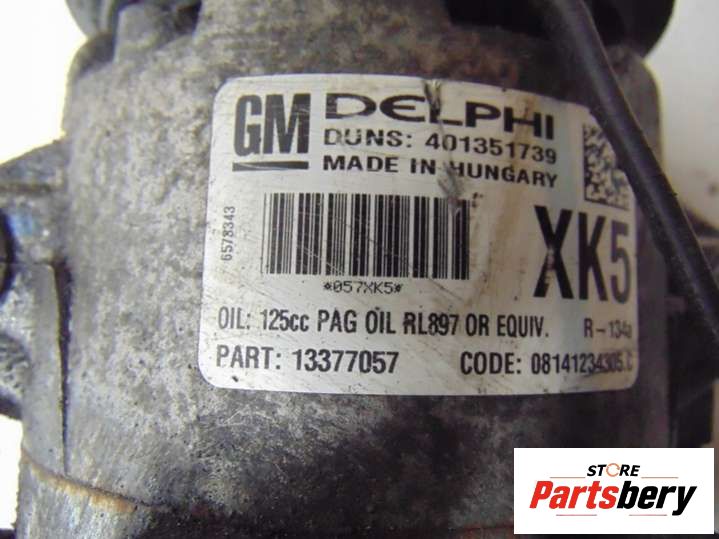 GM DELPHI
DUNS: 401351739
MADE IN HUNGARY
6578343
*057XK5*
XK5
OIL: 125cc PAG OIL RL897 OR EQUIV. R-134a
PART: 13377057 CODE: 08141234305.C
STORE
Partsbery